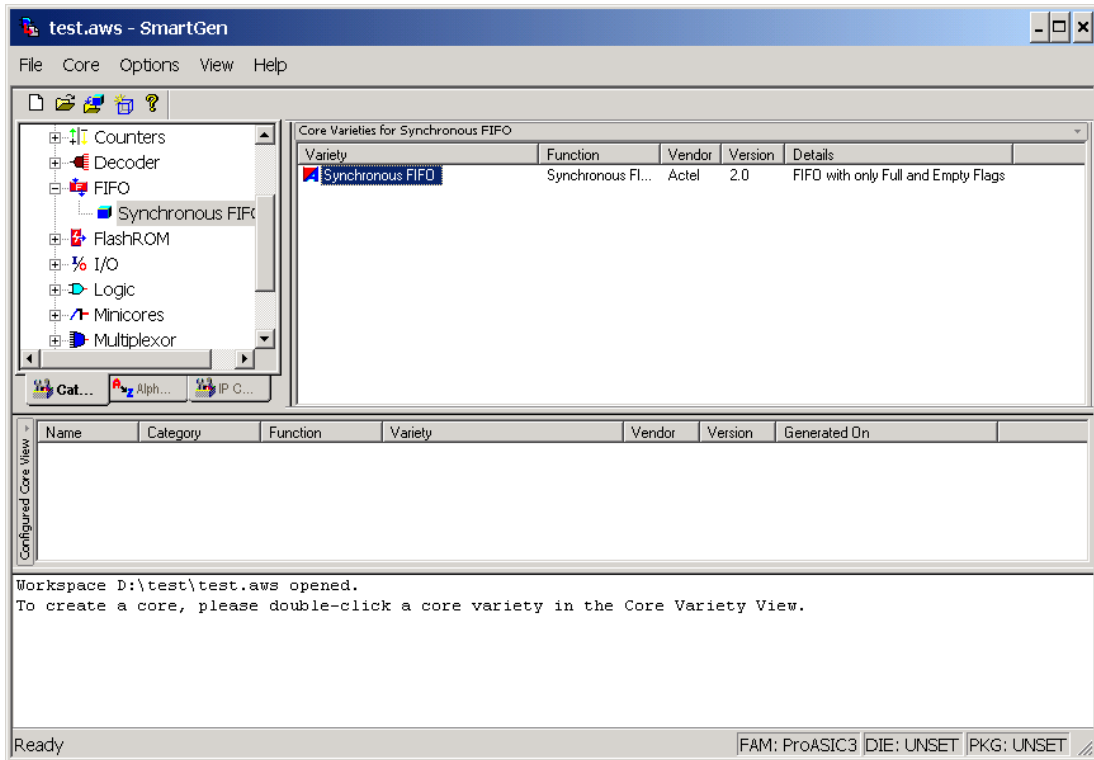 test.aws - SmartGen
File Core Options View Help
Counters
Decoder
FIFO
Synchronous FIFO
FlashROM
I/O
Logic
Minicores
Multiplexor
Cat... Alph... IP C...
Core Varieties for Synchronous FIFO
Variety Function Vendor Version Details
Synchronous FIFO Synchronous FI... Actel 2.0 FIFO with only Full and Empty Flags
Configured Core View
Name Category Function Variety Vendor Version Generated On
Workspace D:\test\test.aws opened.
To create a core, please double-click a core variety in the Core Variety View.
Ready FAM: ProASIC3 DIE: UNSET PKG: UNSET